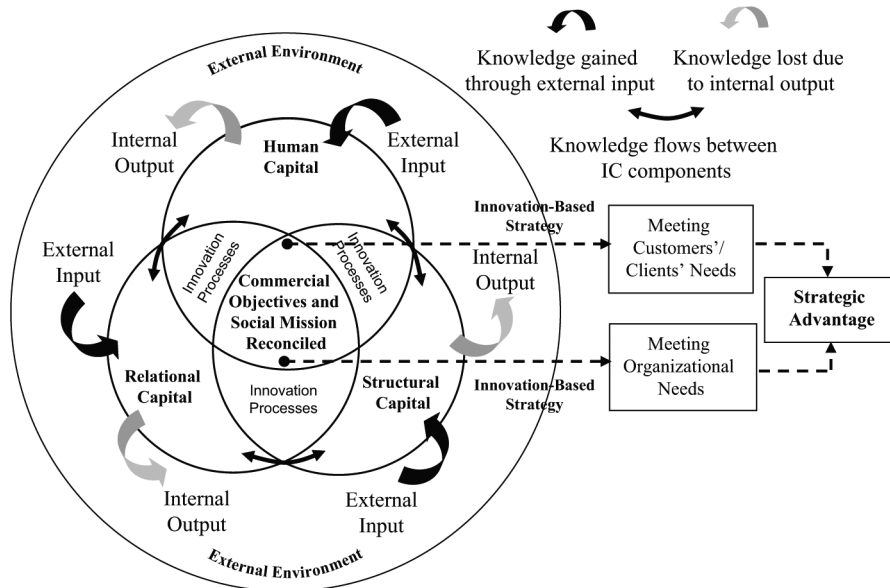 External Environment
Knowledge gained
through external input
Knowledge lost due
to internal output
Knowledge flows between
IC components
Internal
Output
Human
Capital
External
Input
External
Input
Innovation
Processes
Innovation
Processes
Commercial
Objectives and
Social Mission
Reconciled
Innovation-Based
Strategy
Meeting
Customers'/
Clients' Needs
Internal
Output
Strategic
Advantage
Relational
Capital
Innovation
Processes
Structural
Capital
Innovation-Based
Strategy
Meeting
Organizational
Needs
Internal
Output
External
Input
External Environment